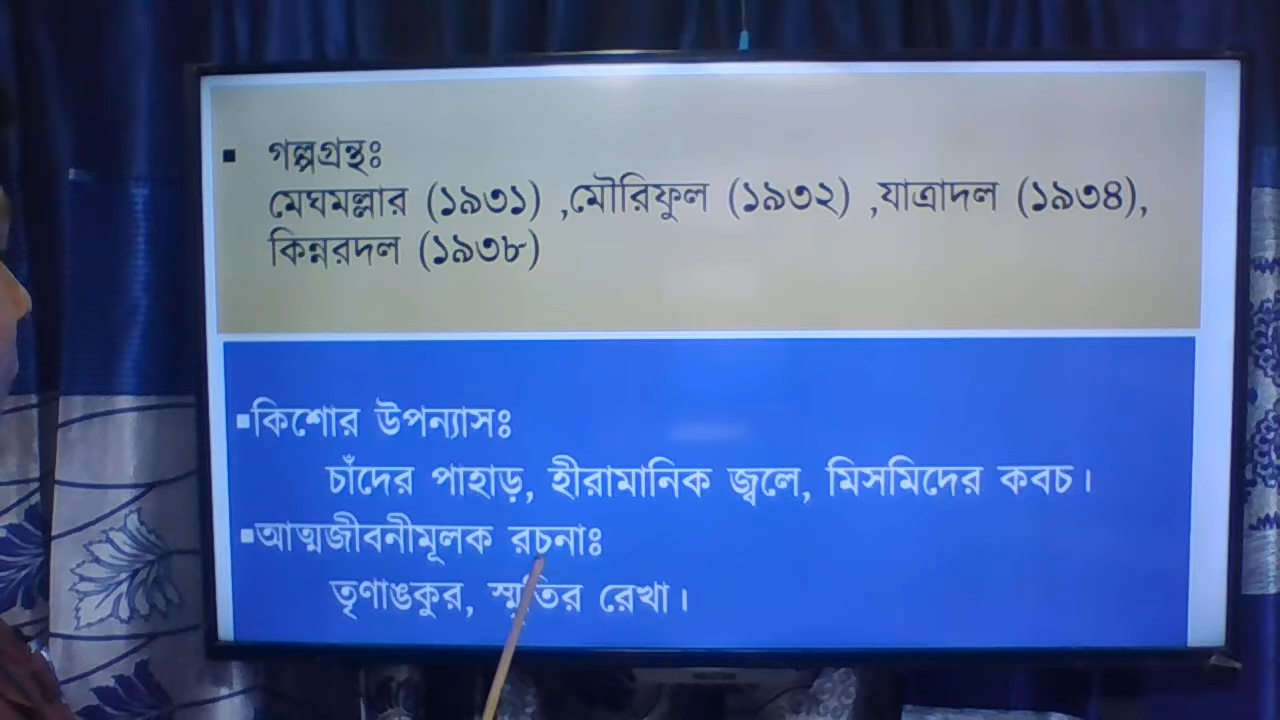 ▪ গল্পগ্রন্থঃ
মেঘমল্লার (১৯৩১) ,মৌরিফুল (১৯৩২) ,যাত্রাদল (১৯৩৪),
কিন্নরদল (১৯৩৮)
▪কিশোর উপন্যাসঃ
চাঁদের পাহাড়, হীরামানিক জ্বলে, মিসমিদের কবচ।
▪আত্মজীবনীমূলক রচনাঃ
তৃণাঙকুর, স্মৃতির রেখা।